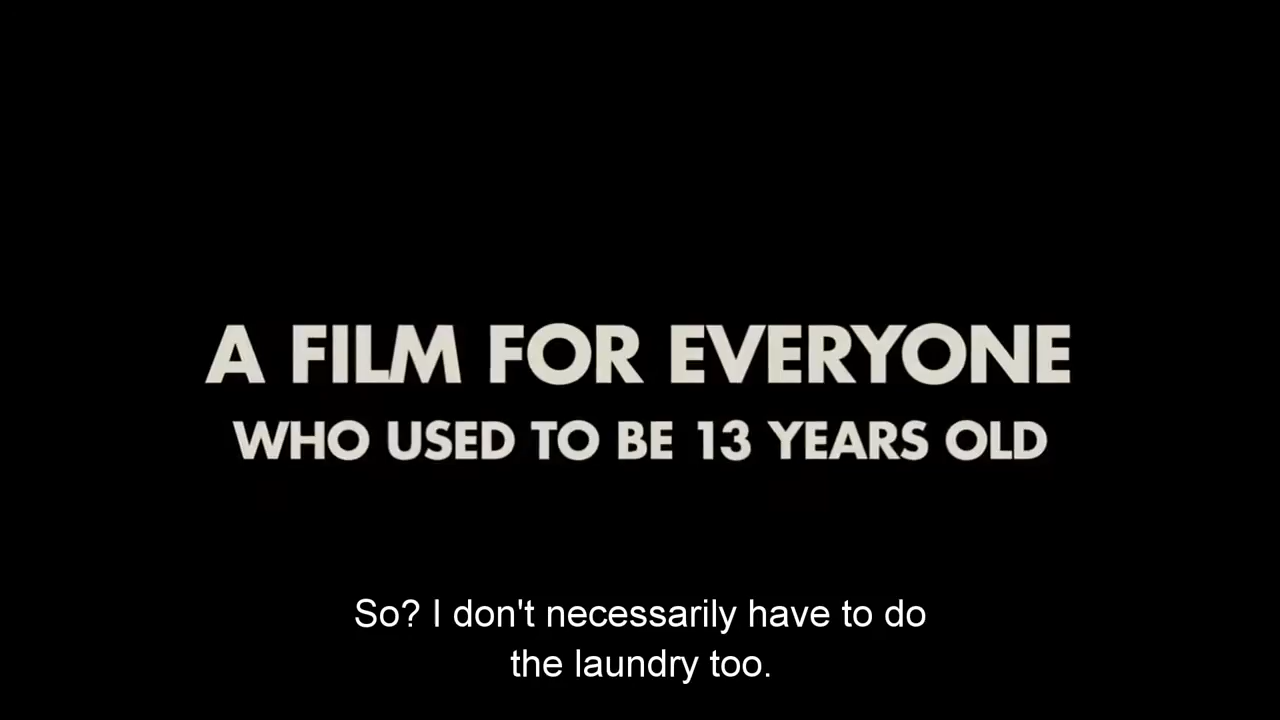 A FILM FOR EVERYONE
WHO USED TO BE 13 YEARS OLD
So? I don't necessarily have to do
the laundry too.